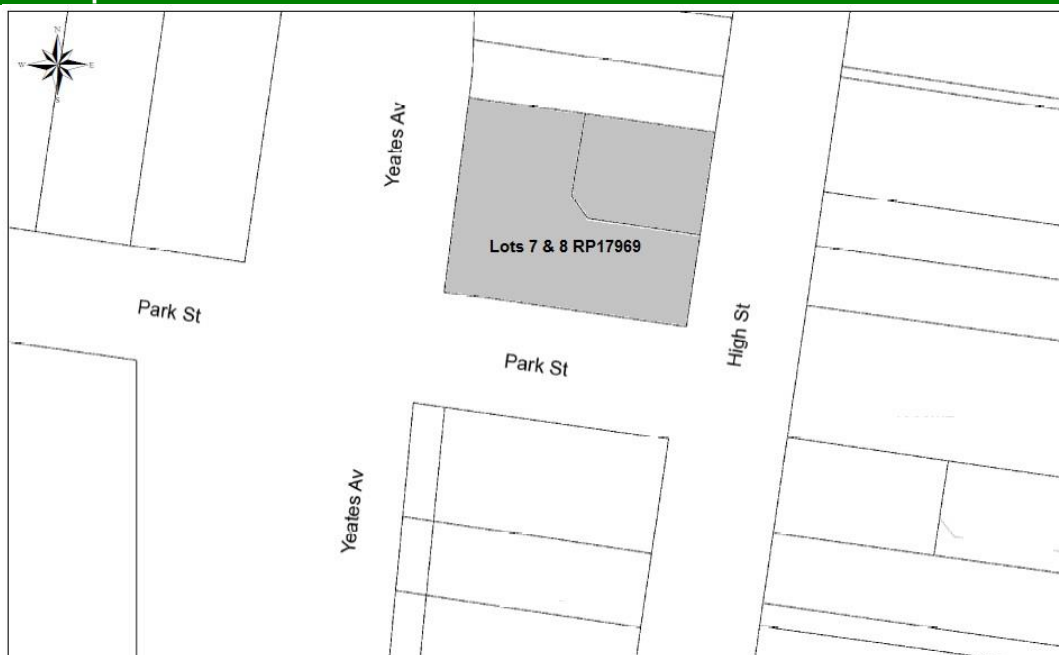 N
W E
S
Yeates Av
Lots 7 & 8 RP17969
Park St
High St
Park St
Yeates Av